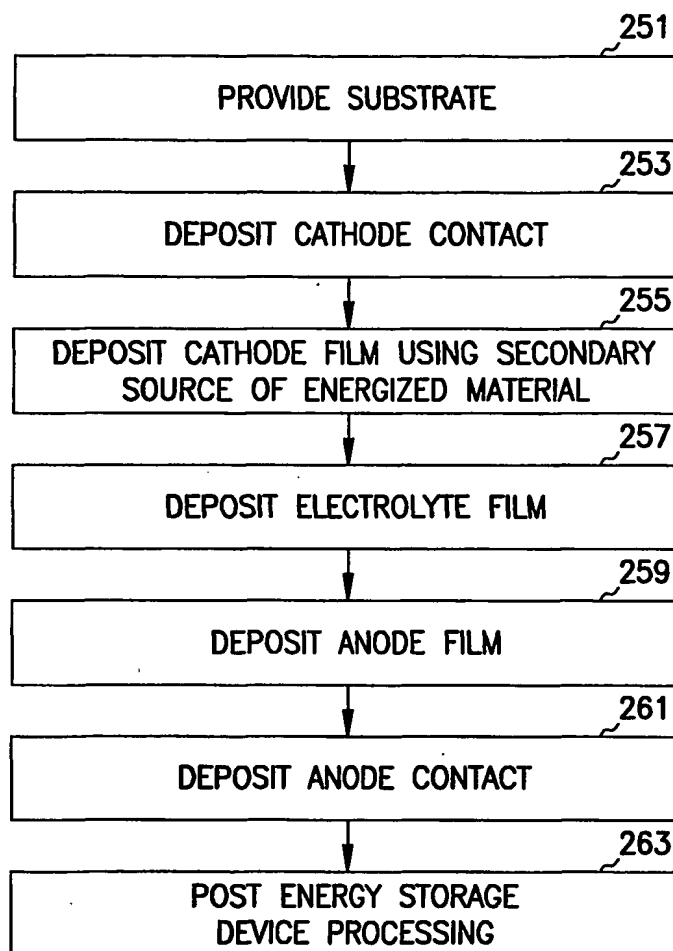 251
PROVIDE SUBSTRATE
253
DEPOSIT CATHODE CONTACT
255
DEPOSIT CATHODE FILM USING SECONDARY
SOURCE OF ENERGIZED MATERIAL
257
DEPOSIT ELECTROLYTE FILM
259
DEPOSIT ANODE FILM
261
DEPOSIT ANODE CONTACT
263
POST ENERGY STORAGE
DEVICE PROCESSING